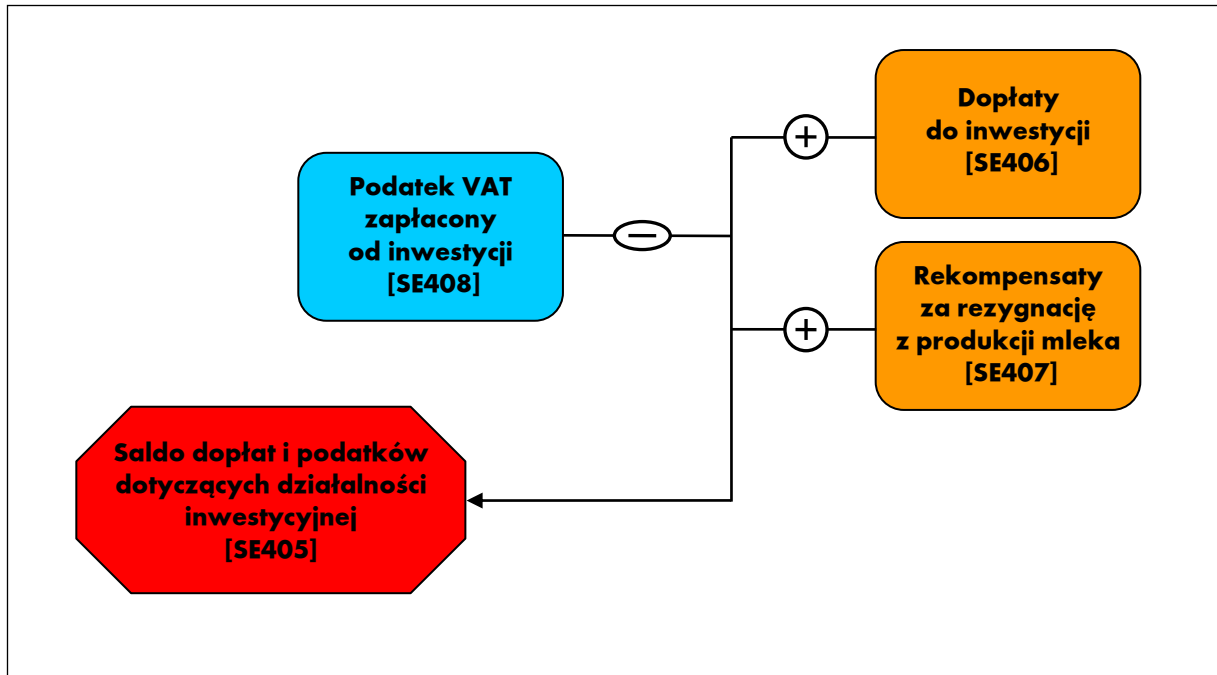 Dopłaty
do inwestycji
[SE406]
Podatek VAT
zapłacony
od inwestycji
[SE408]
Rekompensaty
za rezygnację
z produkcji mleka
[SE407]
Saldo dopłat i podatków
dotyczących działalności
inwestycyjnej
[SE405]